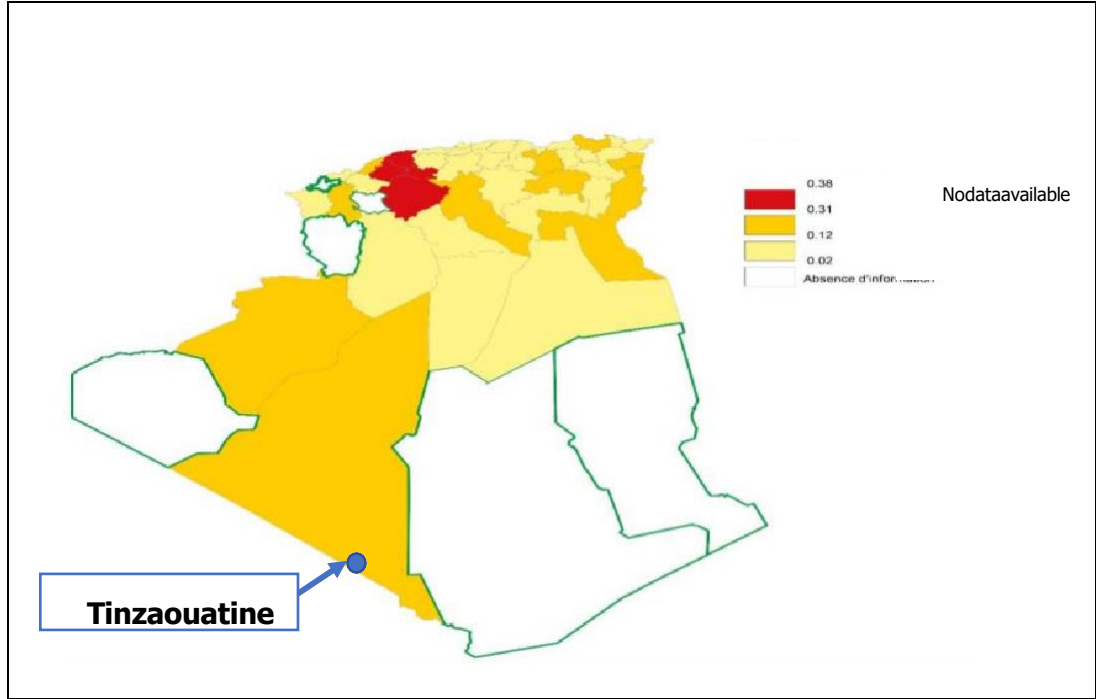 0.38
Nodataavailable
0.31
0.12
0.02
Absence d'infor
Tinzaouatine